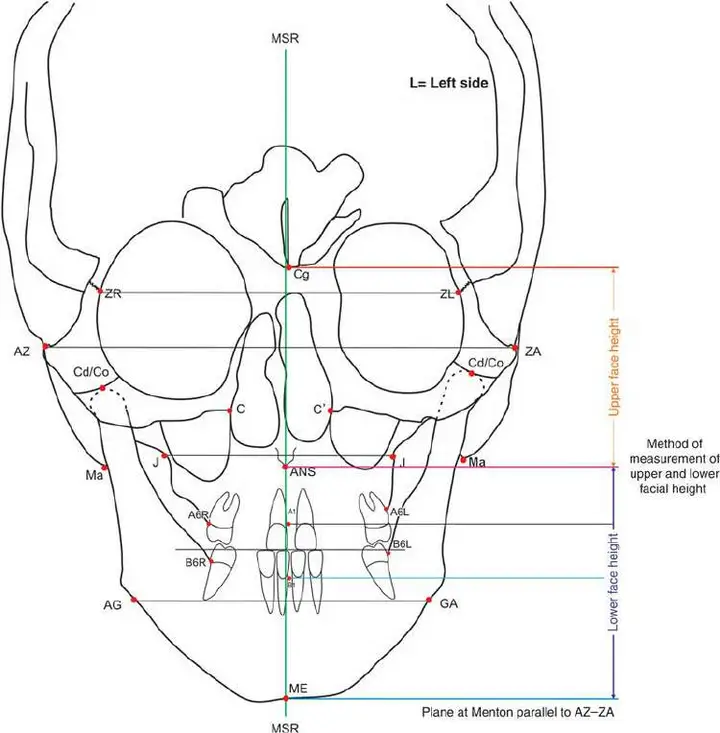 MSR
L= Left side
Cg
ZR
ZL
AZ
ZA
Cd/Co
Cd/Co
Upper face height
C
C'
J
J
Ma
Ma
ANS
Method of
measurement of
upper and lower
facial height
A6R
A1
A6L
B6L
B6R
B1
Lower face height
AG
GA
ME
Plane at Menton parallel to AZ–ZA
MSR